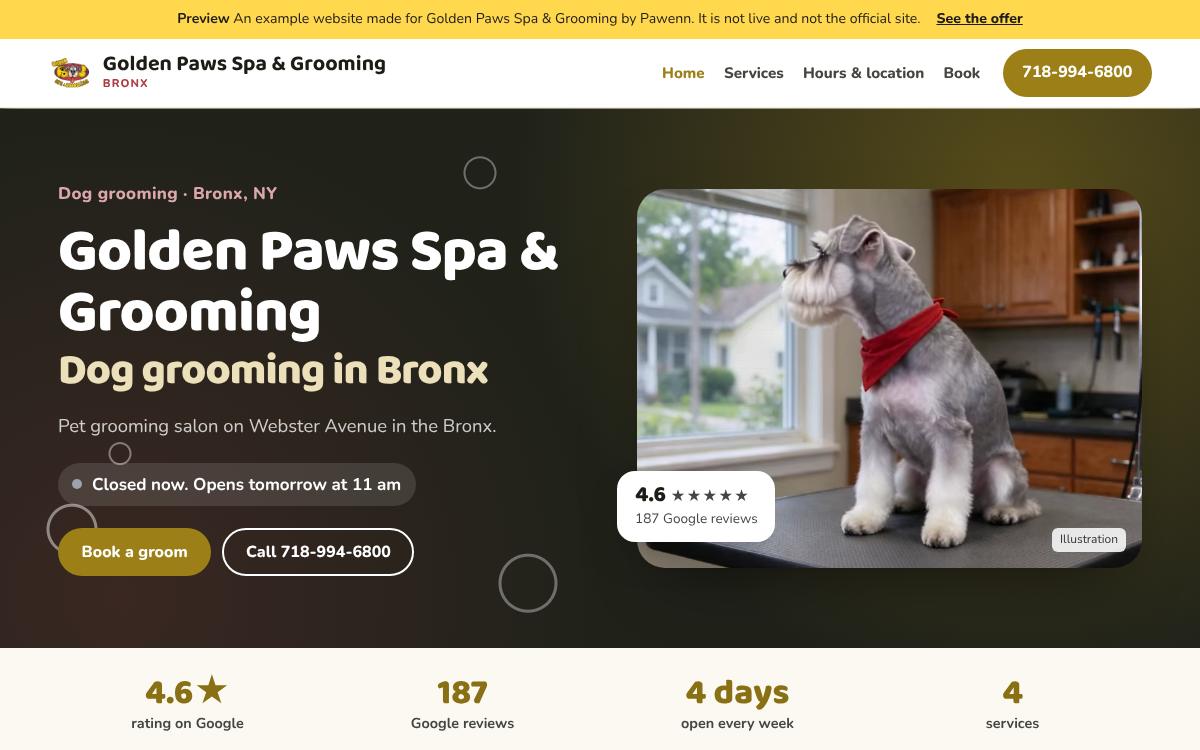 Preview An example website made for Golden Paws Spa & Grooming by Pawenn. It is not live and not the official site. See the offer
Golden Paws Spa & Grooming
BRONX
Home Services Hours & location Book 718-994-6800
Dog grooming · Bronx, NY
Golden Paws Spa &
Grooming
Dog grooming in Bronx
Pet grooming salon on Webster Avenue in the Bronx.
Closed now. Opens tomorrow at 11 am
Book a groom Call 718-994-6800
4.6 ★★★★★
187 Google reviews
Illustration
4.6★ 187 4 days 4
rating on Google Google reviews open every week services